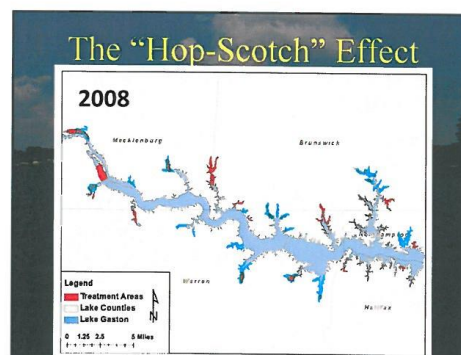 The "Hop-Scotch" Effect
2008
Mecklenburg
Brunswick
Northampton
Warren
Halifax
Legend
Treatment Areas
Lake Counties
Lake Gaston
N
0 1.25 2.5 5 Miles